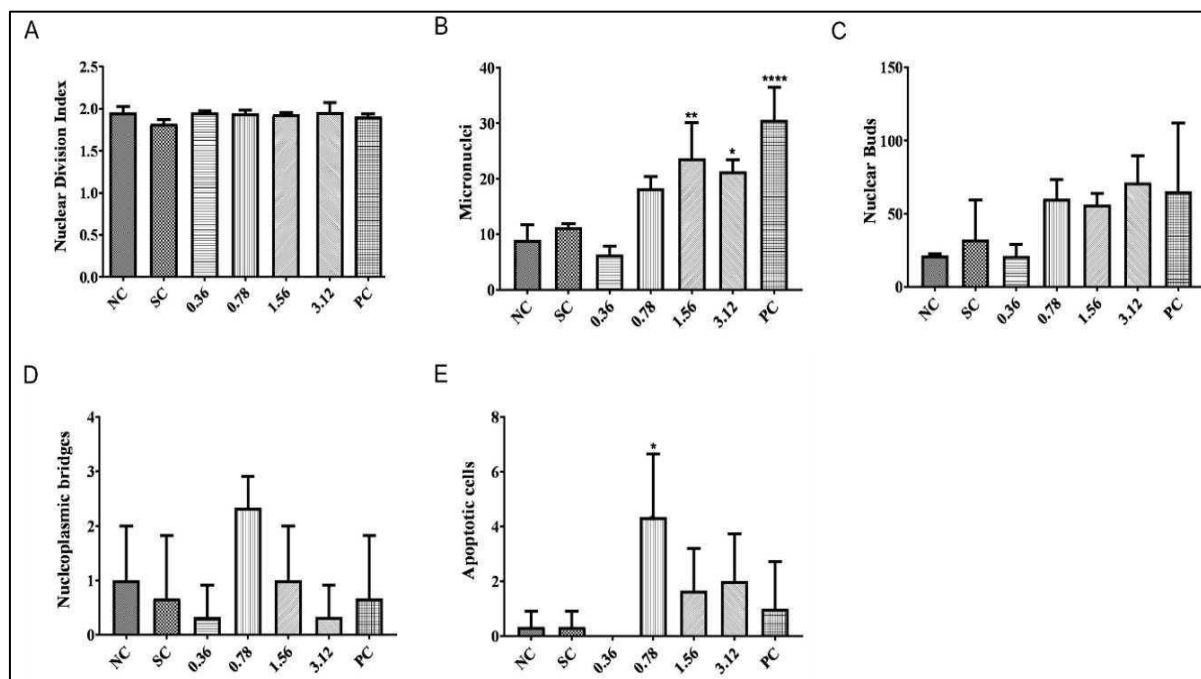 A
Nuclear Division Index
2.5
2.0
1.5
1.0
0.5
0.0
NC SC 0.36 0.78 1.56 3.12 PC
B
Micronuclei
40
30
20
10
0
** * ****
NC SC 0.36 0.78 1.56 3.12 PC
C
Nuclear Buds
150
100
50
0
NC SC 0.36 0.78 1.56 3.12 PC
D
Nucleoplasmic bridges
4
3
2
1
0
NC SC 0.36 0.78 1.56 3.12 PC
E
Apoptotic cells
8
6
4
2
0
*
NC SC 0.36 0.78 1.56 3.12 PC